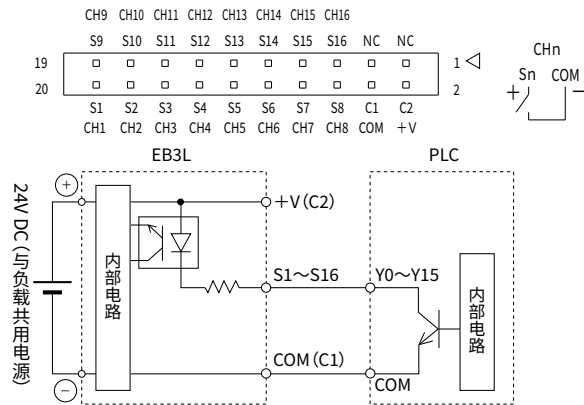 CH9 CH10 CH11 CH12 CH13 CH14 CH15 CH16
S9 S10 S11 S12 S13 S14 S15 S16 NC NC
19 1
20 2
S1 S2 S3 S4 S5 S6 S7 S8 C1 C2
CH1 CH2 CH3 CH4 CH5 CH6 CH7 CH8 COM ＋V
CHn
Sn COM
＋ −
EB3L PLC
24V DC（与负载共用电源）
＋
−
内部电路
＋V（C2）
S1～S16 Y0～Y15
内部电路
COM（C1） COM